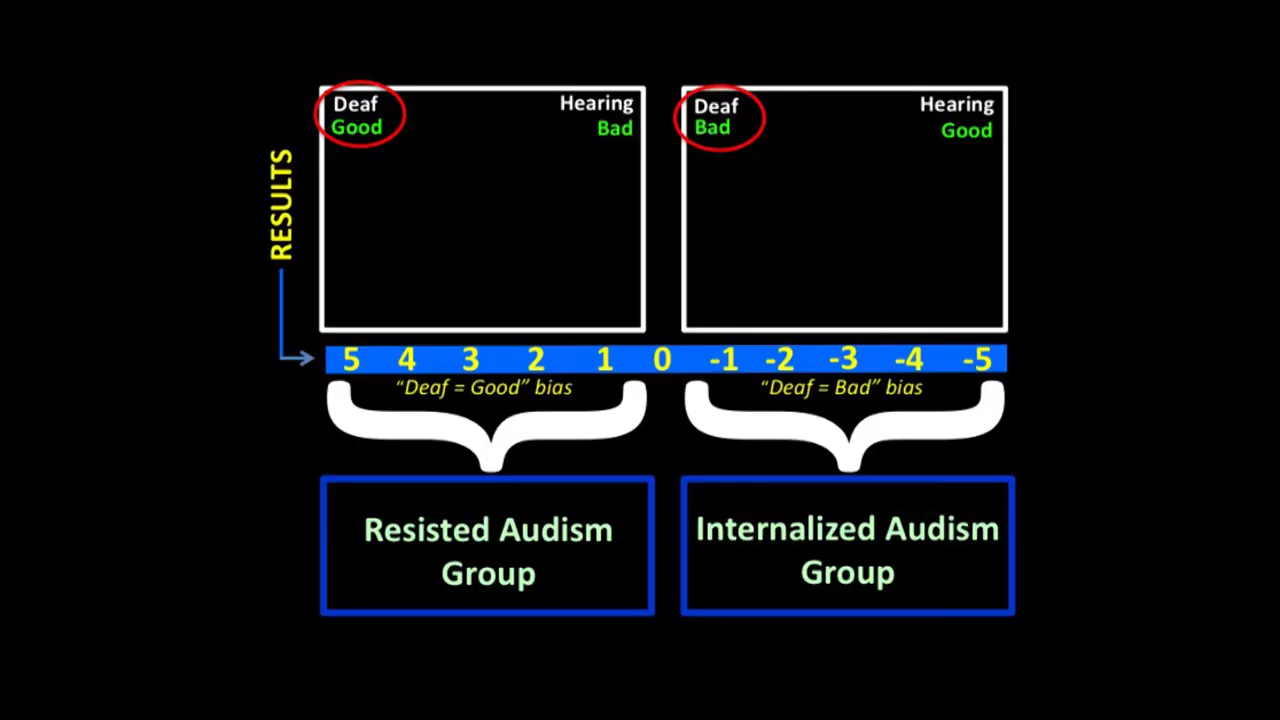 Deaf
Good
Hearing
Bad
Deaf
Bad
Hearing
Good
RESULTS
5 4 3 2 1 0 -1 -2 -3 -4 -5
“Deaf = Good” bias
“Deaf = Bad” bias
Resisted Audism
Group
Internalized Audism
Group